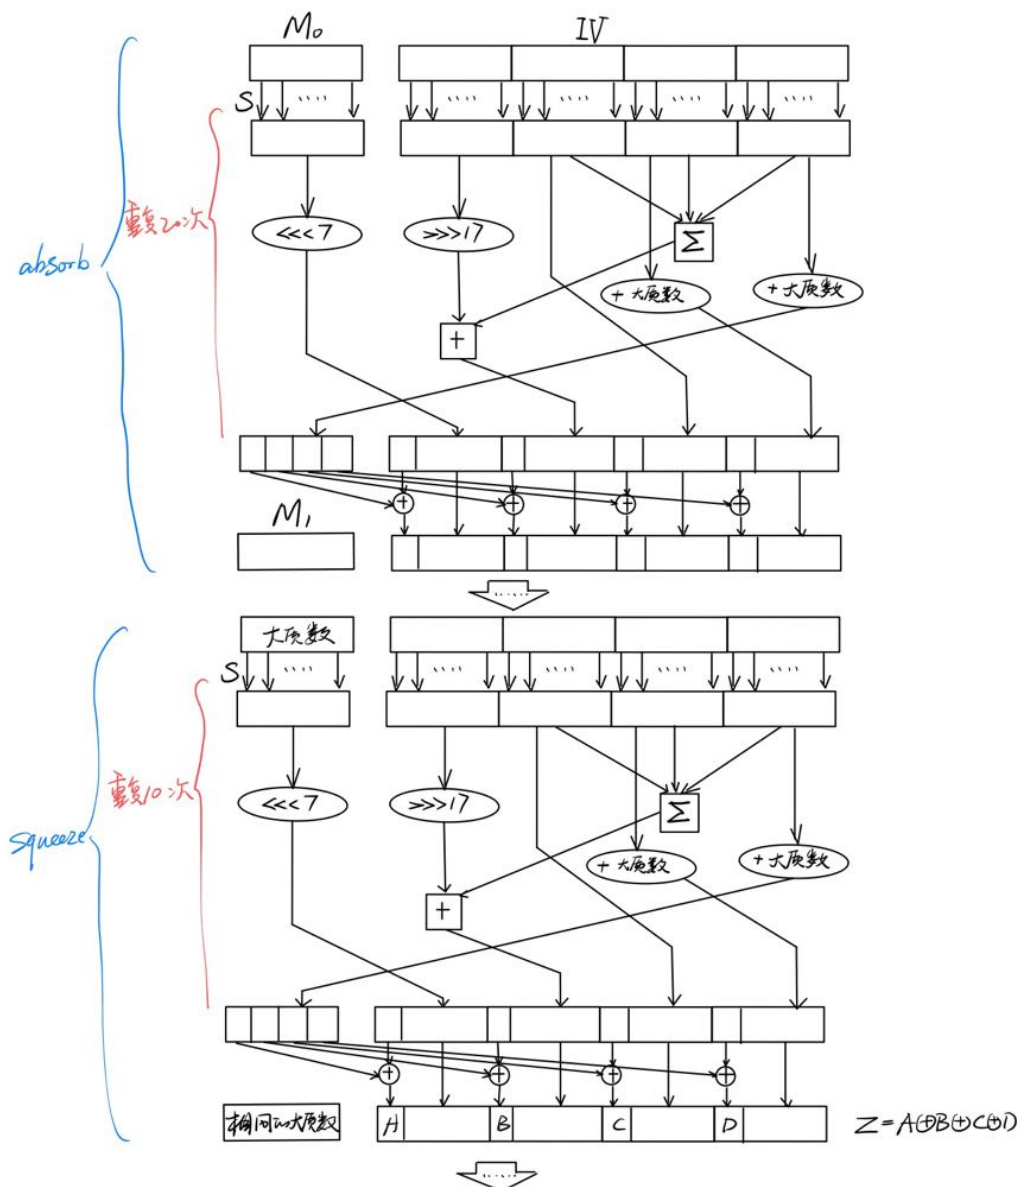 M₀ IV
S .... .... .... .... ....
重复20次
absorb
<<<7 >>>17 Σ
+大质数 +大质数
+
+ + + +
M₁
......
大质数
S .... .... .... .... ....
重复10次
squeeze
<<<7 >>>17 Σ
+大质数 +大质数
+
+ + + +
相同的大质数 A B C D Z=A⊕B⊕C⊕D
......